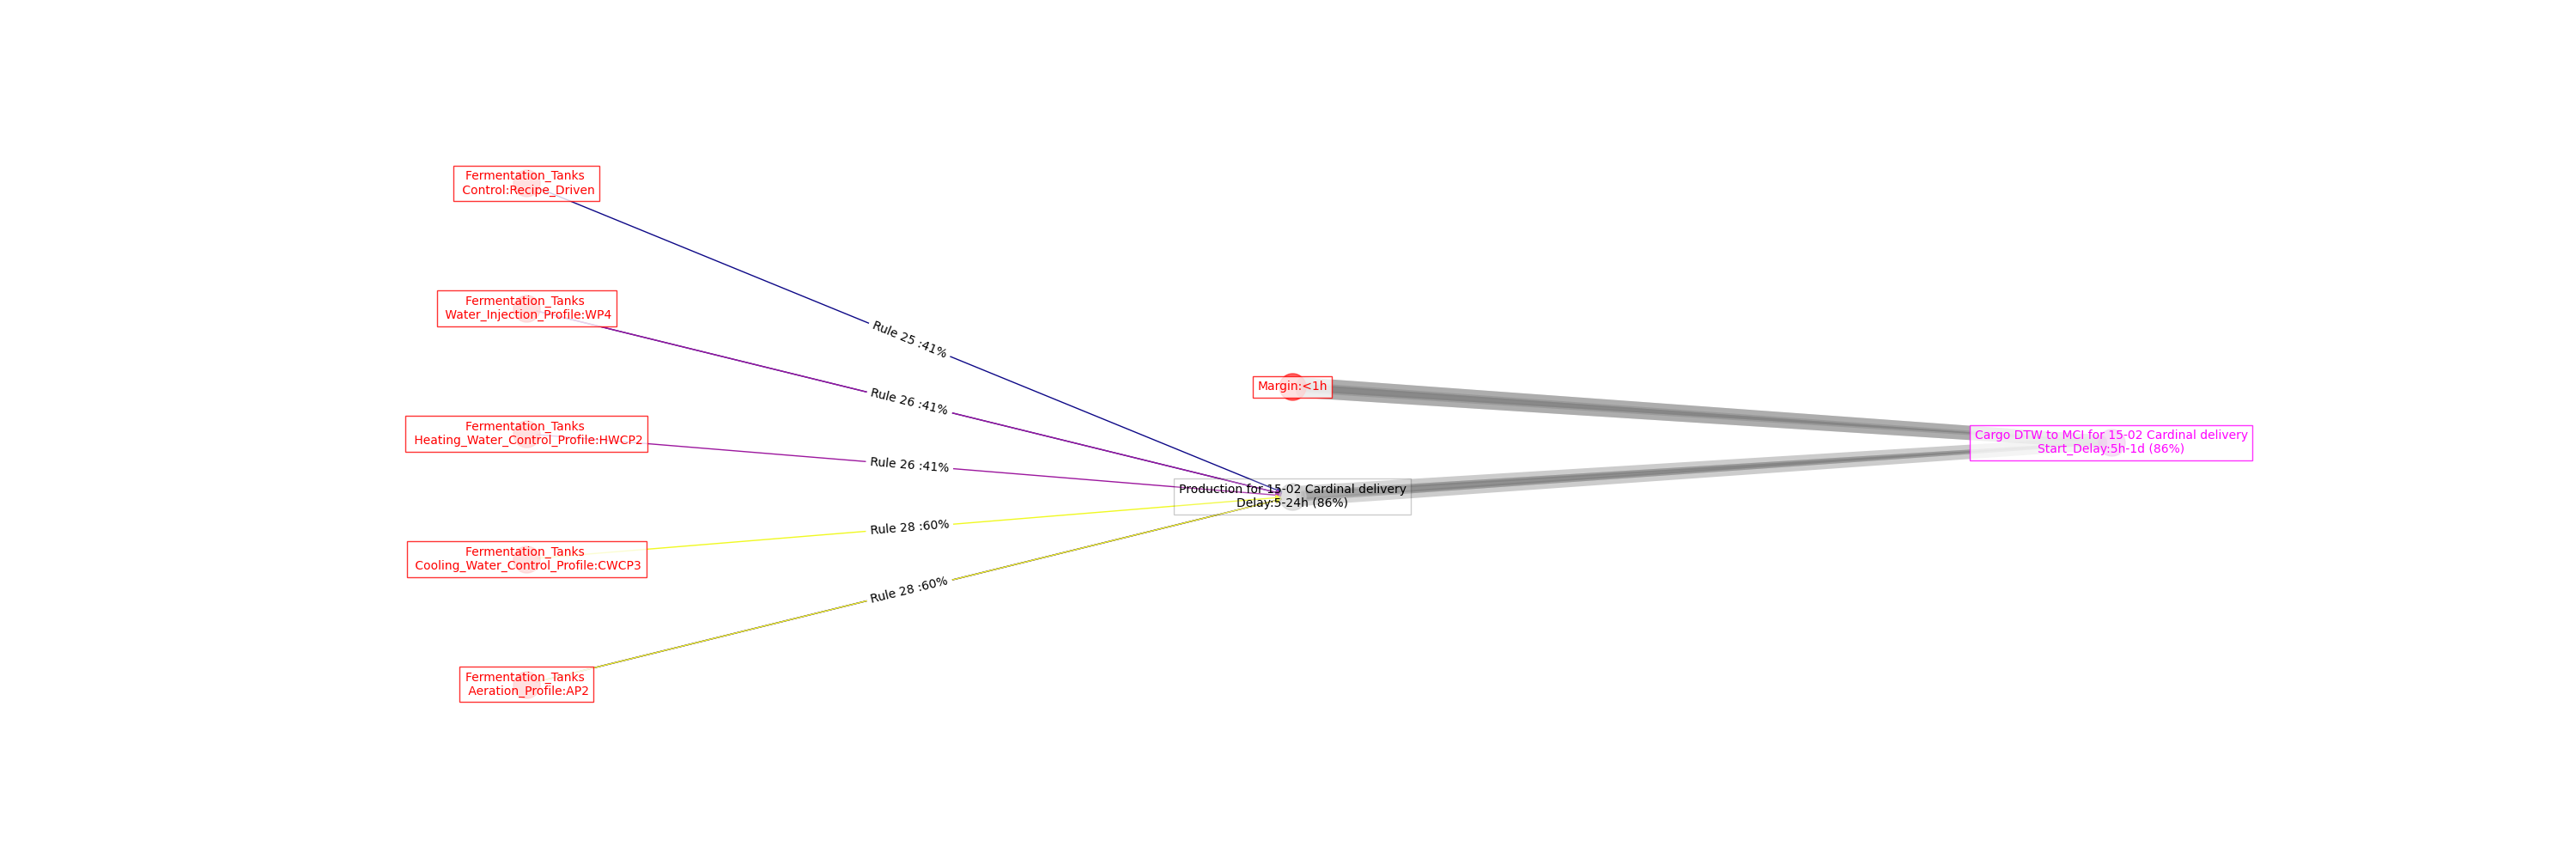 Fermentation_Tanks
Control:Recipe_Driven
Fermentation_Tanks
Water_Injection_Profile:WP4
Fermentation_Tanks
Heating_Water_Control_Profile:HWCP2
Fermentation_Tanks
Cooling_Water_Control_Profile:CWCP3
Fermentation_Tanks
Aeration_Profile:AP2
Rule 25 :41%
Rule 26 :41%
Rule 26 :41%
Rule 28 :60%
Rule 28 :60%
Margin:<1h
Production for 15-02 Cardinal delivery
Delay:5-24h (86%)
Cargo DTW to MCI for 15-02 Cardinal delivery
Start_Delay:5h-1d (86%)